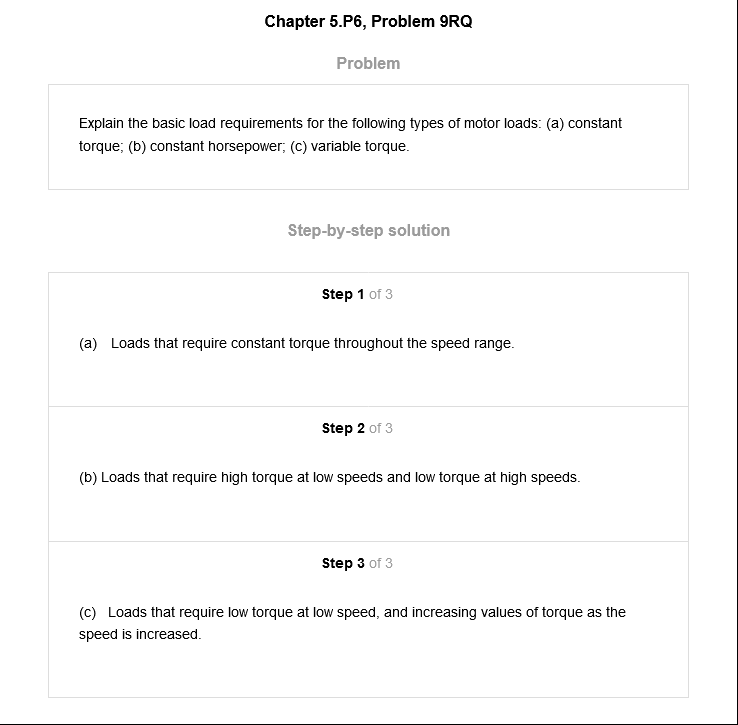 Chapter 5.P6, Problem 9RQ
Problem
Explain the basic load requirements for the following types of motor loads: (a) constant
torque; (b) constant horsepower; (c) variable torque.
Step-by-step solution
Step 1 of 3
(a) Loads that require constant torque throughout the speed range.
Step 2 of 3
(b) Loads that require high torque at low speeds and low torque at high speeds.
Step 3 of 3
(c) Loads that require low torque at low speed, and increasing values of torque as the
speed is increased.